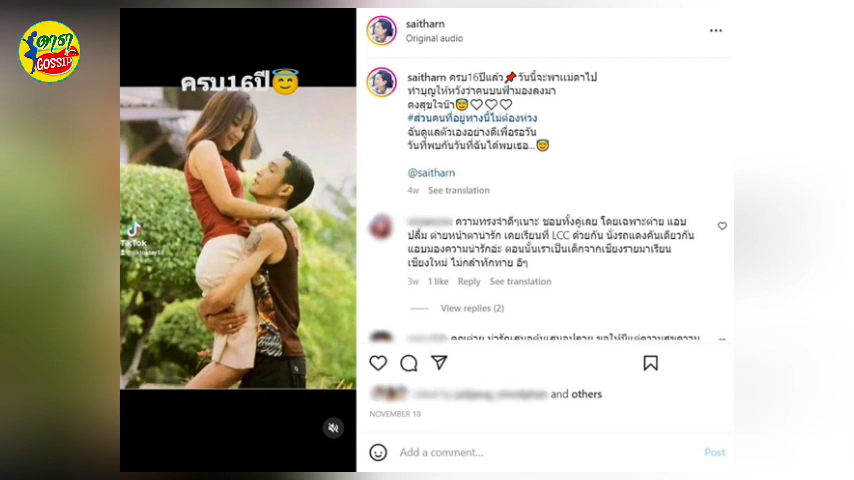 ดารา
GOSSIP
ครบ16ปี😇
TikTok
saitharn
Original audio
saitharn ครบ16ปีแล้ว📌วันนี้จะพาแม่ดาไป
ทำบุญให้หวังว่าคนบนฟ้ามองลงมา
คงสุขใจน๊า😇♡♡♡
#ส่วนคนที่อยู่ทางนี้ไม่ต้องห่วง
ฉันดูแลตัวเองอย่างดีเพื่อรอวัน
วันที่พบกันวันที่ฉันได้พบเธอ...😇
@saitharn
4w See translation
ความทรงจำดีๆเนาะ ชอบทั้งคู่เลย โดยเฉพาะต่าย แอบ
ปลื้ม ต่ายหน้าตาน่ารัก เคยเรียนที่ LCC ด้วยกัน นั่งรถแดงคันเดียวกัน
แอบมองความน่ารักอ่ะ ตอนนั้นเราเป็นเด็กจากเชียงรายมาเรียน
เชียงใหม่ ไม่กล้าทักทาย อิๆ
3w 1 like Reply See translation
View replies (2)
and others
NOVEMBER 18
Add a comment...
Post